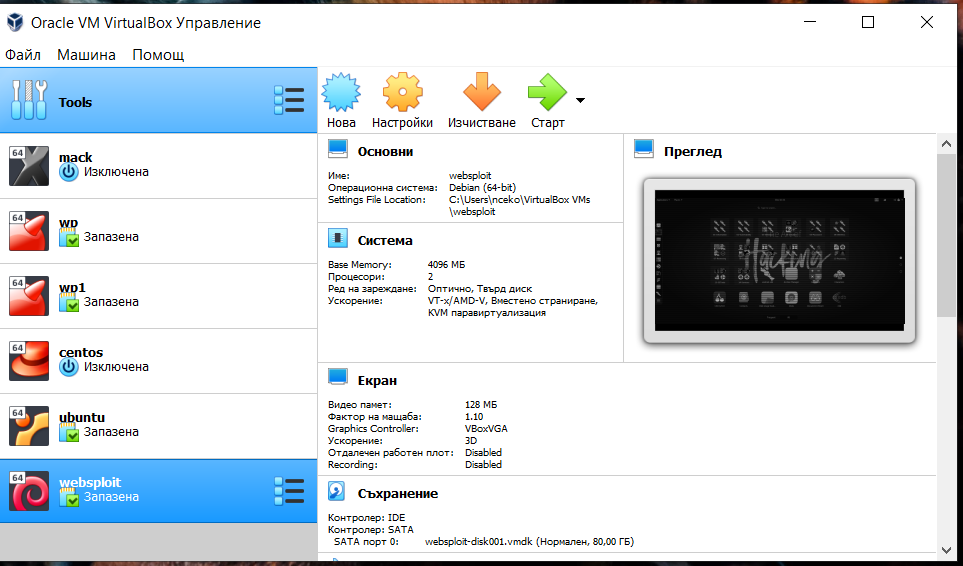 Oracle VM VirtualBox Управление
Файл Машина Помощ
Tools
Нова Настройки Изчистване Старт
64
mack
Изключена
64
wp
Запазена
64
wp1
Запазена
64
centos
Изключена
64
ubuntu
Запазена
64
websploit
Запазена
Основни
Име: websploit
Операционна система: Debian (64-bit)
Settings File Location: C:\Users\nceko\VirtualBox VMs
\websploit
Преглед
Hacking
Система
Base Memory: 4096 МБ
Процесори: 2
Ред на зареждане: Оптично, Твърд диск
Ускорение: VT-x/AMD-V, Вместено страниране,
KVM паравиртуализация
Екран
Видео памет: 128 МБ
Фактор на мащаба: 1.10
Graphics Controller: VBoxVGA
Ускорение: 3D
Отдалечен работен плот: Disabled
Recording: Disabled
Съхранение
Контролер: IDE
Контролер: SATA
SATA порт 0: websploit-disk001.vmdk (Нормален, 80,00 ГБ)